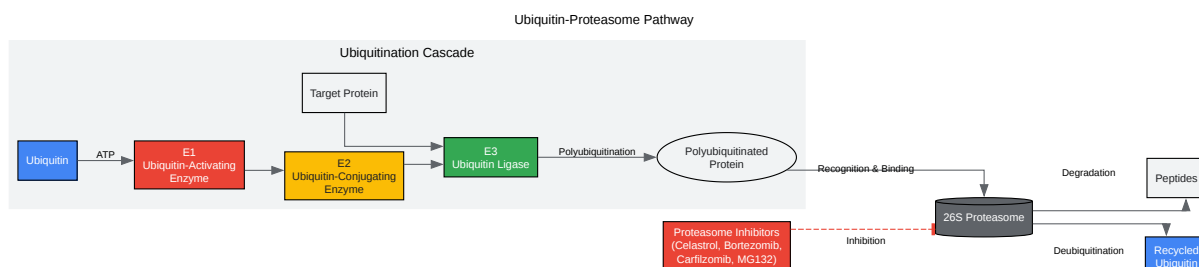 Ubiquitin-Proteasome Pathway
Ubiquitination Cascade
Target Protein
Ubiquitin
ATP
E1
Ubiquitin-Activating
Enzyme
E2
Ubiquitin-Conjugating
Enzyme
E3
Ubiquitin Ligase
Polyubiquitination
Polyubiquitinated
Protein
Recognition & Binding
Proteasome Inhibitors
(Celastrol, Bortezomib,
Carfilzomib, MG132)
Inhibition
26S Proteasome
Degradation
Peptides
Deubiquitination
Recycled
Ubiquitin